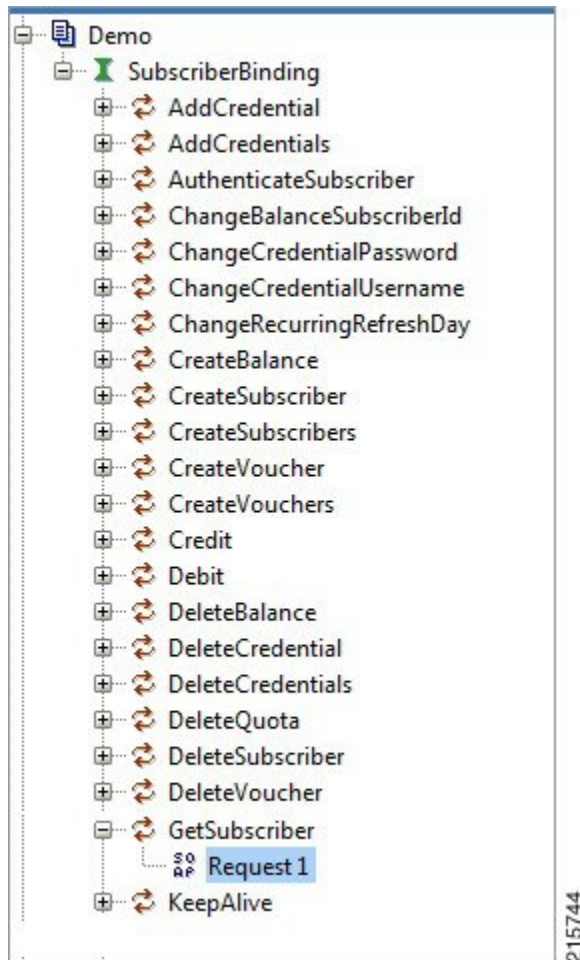 Demo
SubscriberBinding
AddCredential
AddCredentials
AuthenticateSubscriber
ChangeBalanceSubscriberId
ChangeCredentialPassword
ChangeCredentialUsername
ChangeRecurringRefreshDay
CreateBalance
CreateSubscriber
CreateSubscribers
CreateVoucher
CreateVouchers
Credit
Debit
DeleteBalance
DeleteCredential
DeleteCredentials
DeleteQuota
DeleteSubscriber
DeleteVoucher
GetSubscriber
SO AP Request 1
KeepAlive
215744